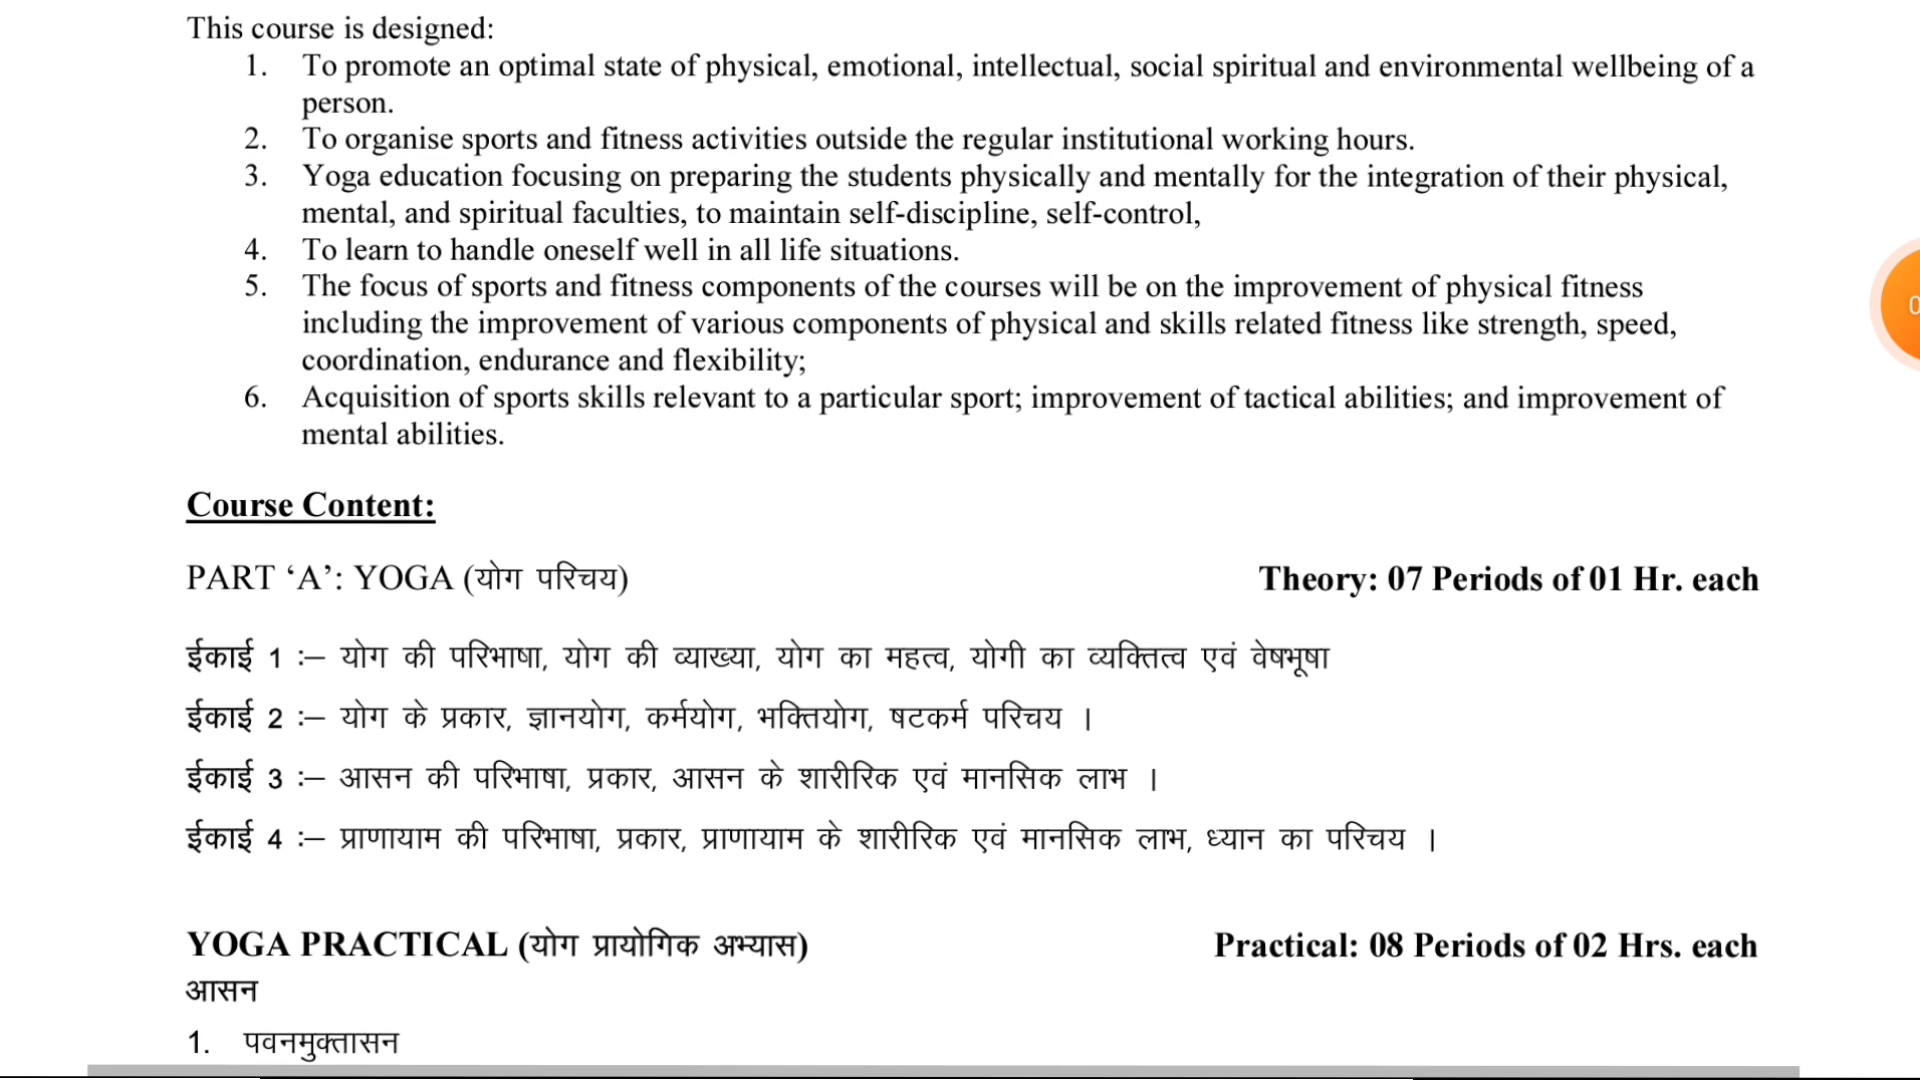 This course is designed:
1. To promote an optimal state of physical, emotional, intellectual, social spiritual and environmental wellbeing of a
person.
2. To organise sports and fitness activities outside the regular institutional working hours.
3. Yoga education focusing on preparing the students physically and mentally for the integration of their physical,
mental, and spiritual faculties, to maintain self-discipline, self-control,
4. To learn to handle oneself well in all life situations.
5. The focus of sports and fitness components of the courses will be on the improvement of physical fitness
including the improvement of various components of physical and skills related fitness like strength, speed,
coordination, endurance and flexibility;
6. Acquisition of sports skills relevant to a particular sport; improvement of tactical abilities; and improvement of
mental abilities.
Course Content:
PART ‘A’: YOGA (योग परिचय) Theory: 07 Periods of 01 Hr. each
ईकाई 1 :– योग की परिभाषा, योग की व्याख्या, योग का महत्व, योगी का व्यक्तित्व एवं वेषभूषा
ईकाई 2 :– योग के प्रकार, ज्ञानयोग, कर्मयोग, भक्तियोग, षटकर्म परिचय ।
ईकाई 3 :– आसन की परिभाषा, प्रकार, आसन के शारीरिक एवं मानसिक लाभ ।
ईकाई 4 :– प्राणायाम की परिभाषा, प्रकार, प्राणायाम के शारीरिक एवं मानसिक लाभ, ध्यान का परिचय ।
YOGA PRACTICAL (योग प्रायोगिक अभ्यास) Practical: 08 Periods of 02 Hrs. each
आसन
1. पवनमुक्तासन